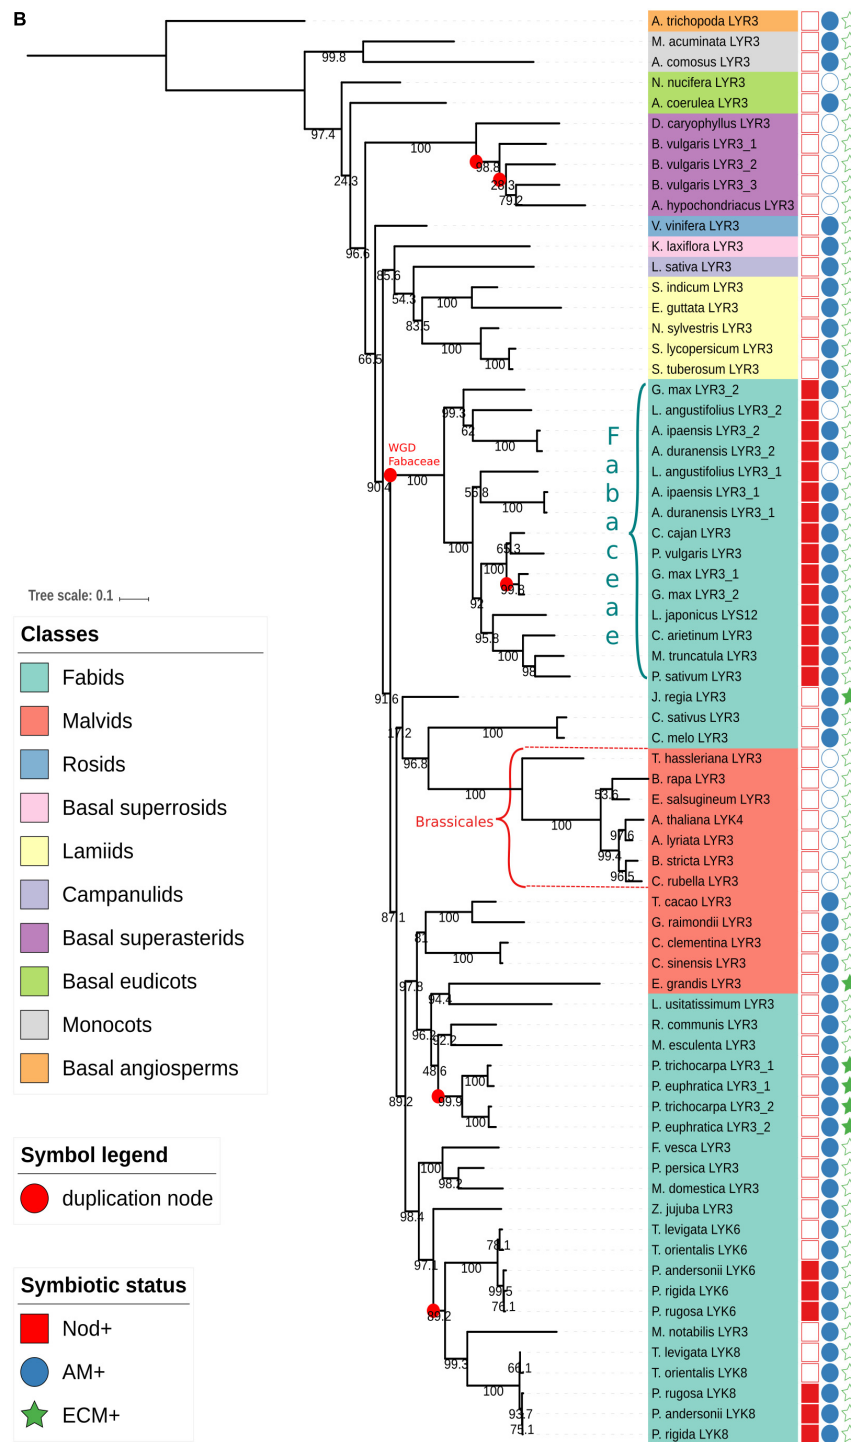 B
A. trichopoda LYR3
M. acuminata LYR3
99.8
A. comosus LYR3
N. nucifera LYR3
A. coerulea LYR3
97.4
D. caryophyllus LYR3
100
B. vulgaris LYR3_1
98.8
B. vulgaris LYR3_2
24.3
28.3
B. vulgaris LYR3_3
79.2
A. hypochondriacus LYR3
V. vinifera LYR3
96.6
K. laxiflora LYR3
85.6
L. sativa LYR3
54.3
S. indicum LYR3
100
E. guttata LYR3
83.5
N. sylvestris LYR3
100
S. lycopersicum LYR3
66.5
100
S. tuberosum LYR3
G. max LYR3_2
99.3
L. angustifolius LYR3_2
62
A. ipaensis LYR3_2
100
A. duranensis LYR3_2
WGD
Fabaceae
L. angustifolius LYR3_1
90.4
100
A. ipaensis LYR3_1
100
A. duranensis LYR3_1
C. cajan LYR3
100
P. vulgaris LYR3
100
G. max LYR3_1
99.8
G. max LYR3_2
92
L. japonicus LYS12
95.8
C. arietinum LYR3
100
M. truncatula LYR3
98
P. sativum LYR3
Fabaceae
91.6
J. regia LYR3
C. sativus LYR3
17.2
100
C. melo LYR3
96.8
T. hassleriana LYR3
B. rapa LYR3
100
53.6
E. salsugineum LYR3
Brassicales
100
A. thaliana LYK4
97.6
A. lyriata LYR3
99.4
B. stricta LYR3
96.5
C. rubella LYR3
T. cacao LYR3
87.1
100
G. raimondii LYR3
81
C. clementina LYR3
100
C. sinensis LYR3
97.8
E. grandis LYR3
94.4
L. usitatissimum LYR3
R. communis LYR3
96.2
92.2
M. esculenta LYR3
48.6
P. trichocarpa LYR3_1
100
P. euphratica LYR3_1
89.2
99.9
P. trichocarpa LYR3_2
100
P. euphratica LYR3_2
F. vesca LYR3
100
P. persica LYR3
98.2
M. domestica LYR3
98.4
Z. jujuba LYR3
T. levigata LYK6
78.1
T. orientalis LYK6
97.1
100
P. andersonii LYK6
99.5
P. rigida LYK6
76.1
P. rugosa LYK6
89.2
M. notabilis LYR3
99.3
T. levigata LYK8
66.1
T. orientalis LYK8
100
P. rugosa LYK8
93.7
P. andersonii LYK8
75.1
P. rigida LYK8
Tree scale: 0.1
Classes
Fabids
Malvids
Rosids
Basal superrosids
Lamiids
Campanulids
Basal superasterids
Basal eudicots
Monocots
Basal angiosperms
Symbol legend
duplication node
Symbiotic status
Nod+
AM+
ECM+